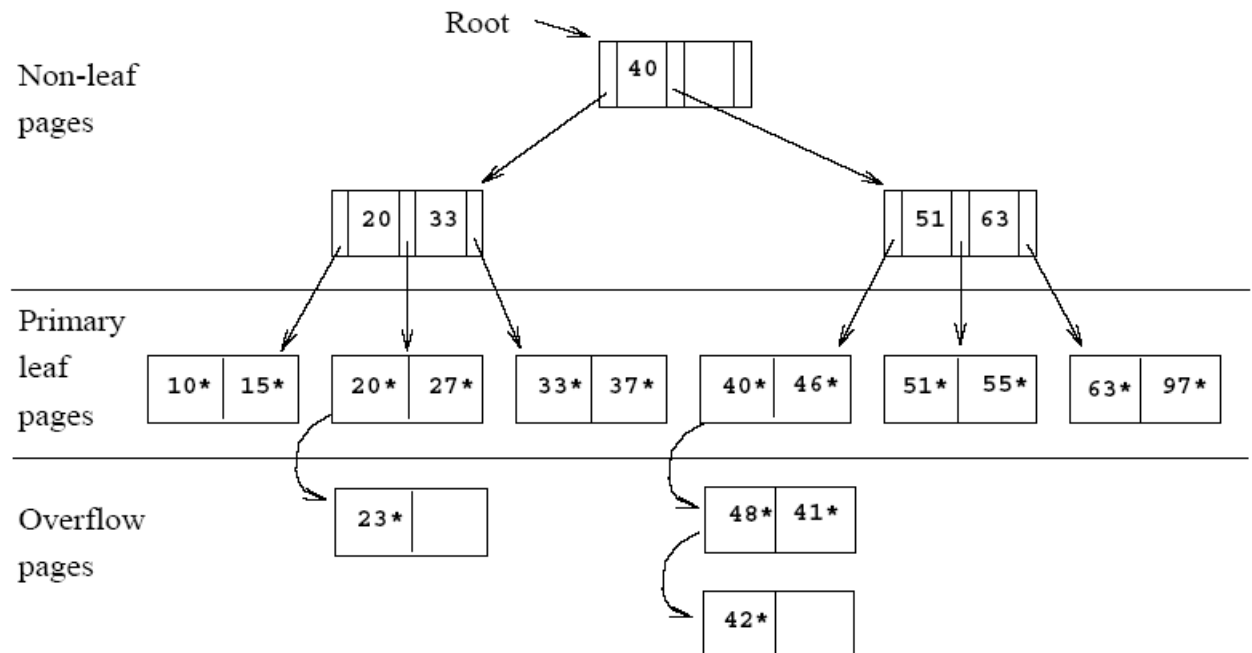 Root
40
Non-leaf
pages
20 33
51 63
Primary
leaf
pages
10* 15*
20* 27*
33* 37*
40* 46*
51* 55*
63* 97*
Overflow
pages
23*
48* 41*
42*